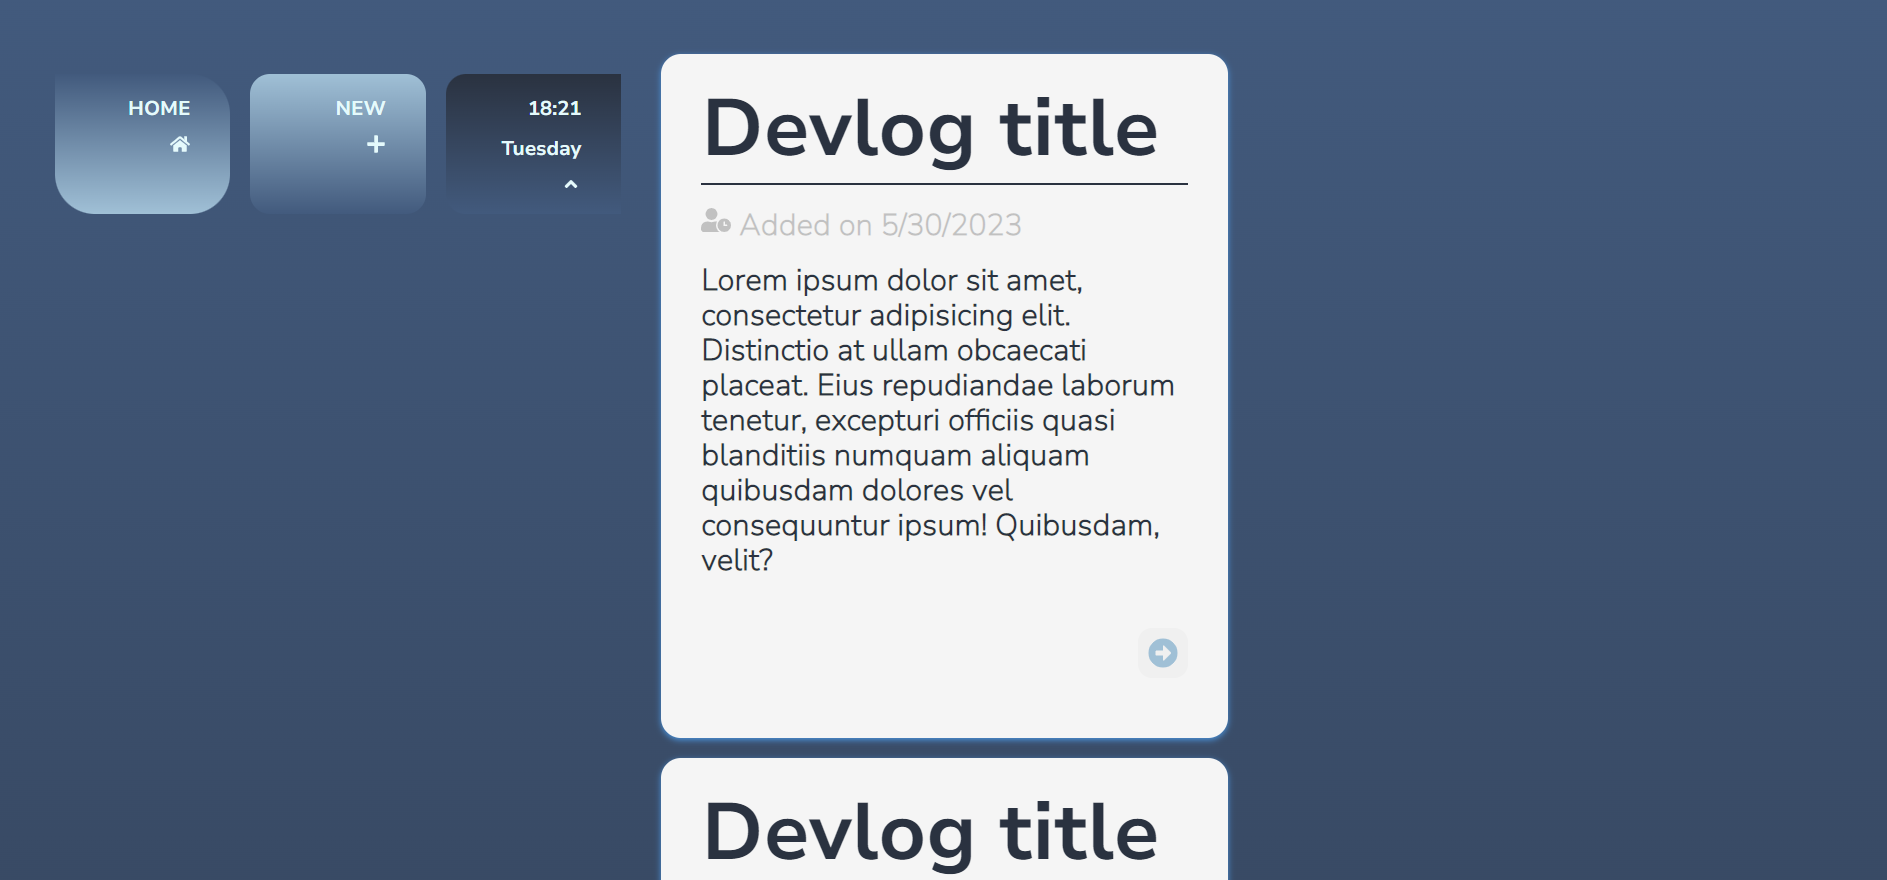 HOME
NEW
18:21
Tuesday
Devlog title
Added on 5/30/2023
Lorem ipsum dolor sit amet,
consectetur adipisicing elit.
Distinctio at ullam obcaecati
placeat. Eius repudiandae laborum
tenetur, excepturi officiis quasi
blanditiis numquam aliquam
quibusdam dolores vel
consequuntur ipsum! Quibusdam,
velit?
Devlog title